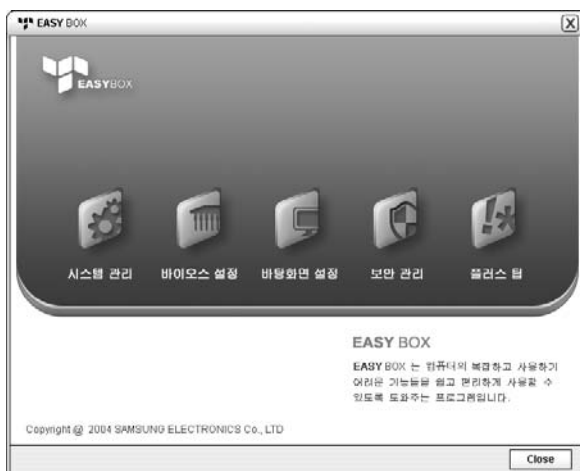 EASY BOX
EASYBOX
시스템 관리
바이오스 설정
바탕화면 설정
보안 관리
플러스 팁
EASY BOX
EASY BOX 는 컴퓨터의 복잡하고 사용하기
어려운 기능들을 쉽고 편리하게 사용할 수
있도록 도와주는 프로그램입니다.
Copyright @ 2004 SAMSUNG ELECTRONICS Co., LTD
Close